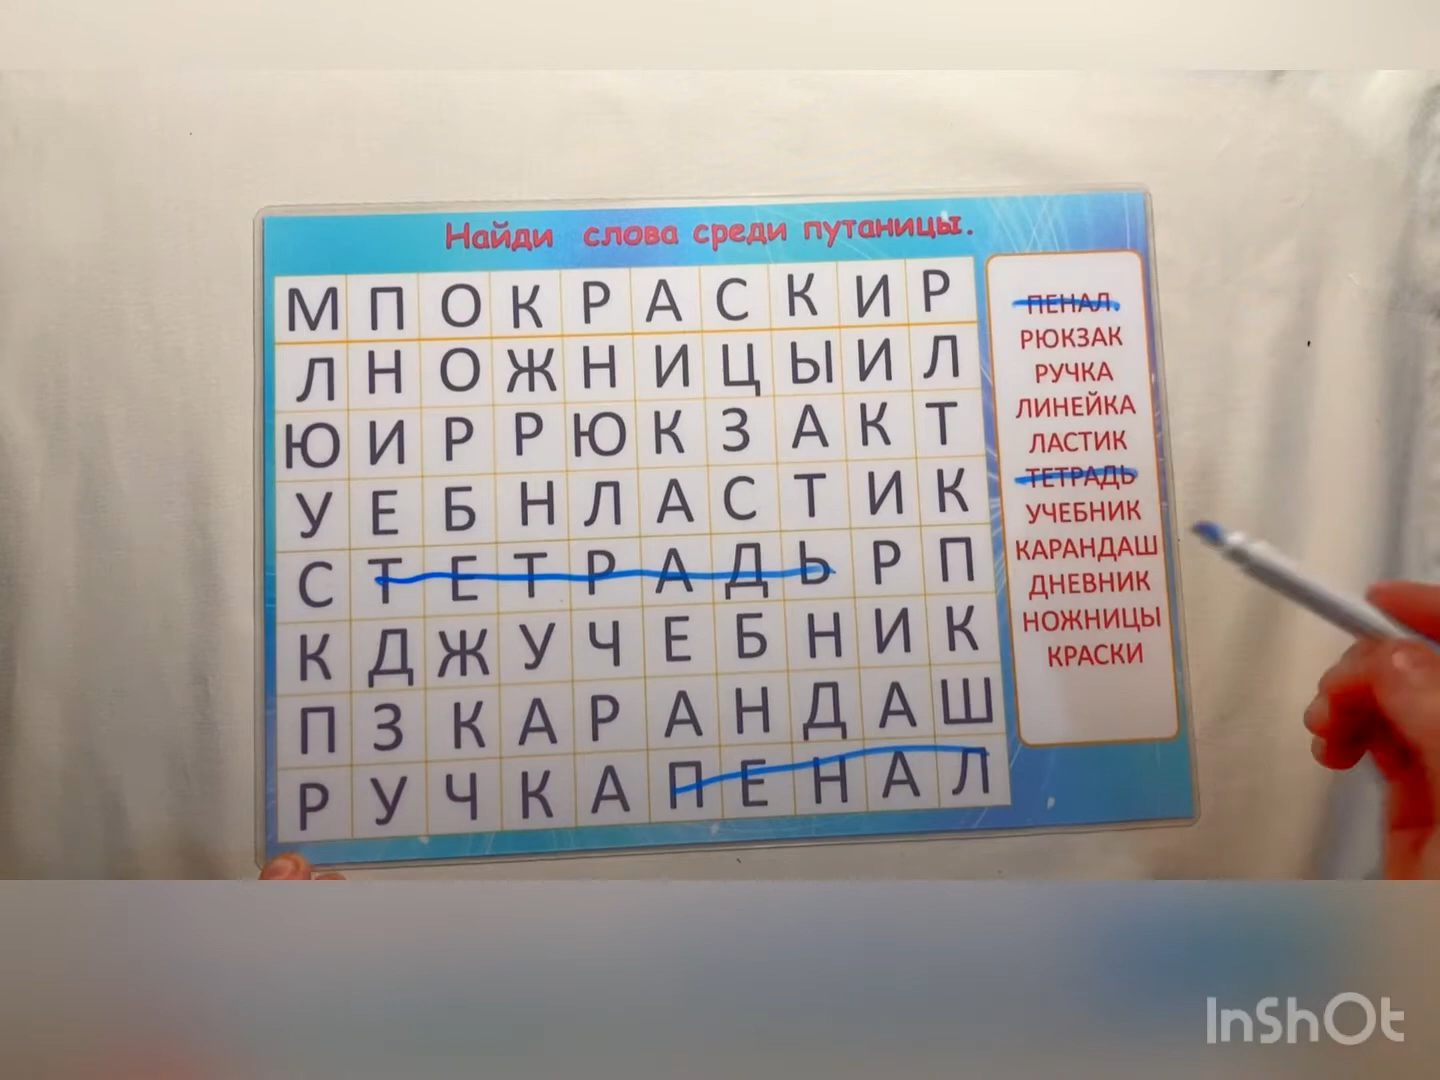 Найди слова среди путаницы.
М П О К Р А С К И Р
Л Н О Ж Н И Ц Ы И Л
Ю И Р Р Ю К З А К Т
У Е Б Н Л А С Т И К
С Т Е Т Р А Д Ь Р П
К Д Ж У Ч Е Б Н И К
П З К А Р А Н Д А Ш
Р У Ч К А П Е Н А Л
ПЕНАЛ
РЮКЗАК
РУЧКА
ЛИНЕЙКА
ЛАСТИК
ТЕТРАДЬ
УЧЕБНИК
КАРАНДАШ
ДНЕВНИК
НОЖНИЦЫ
КРАСКИ
InShOt